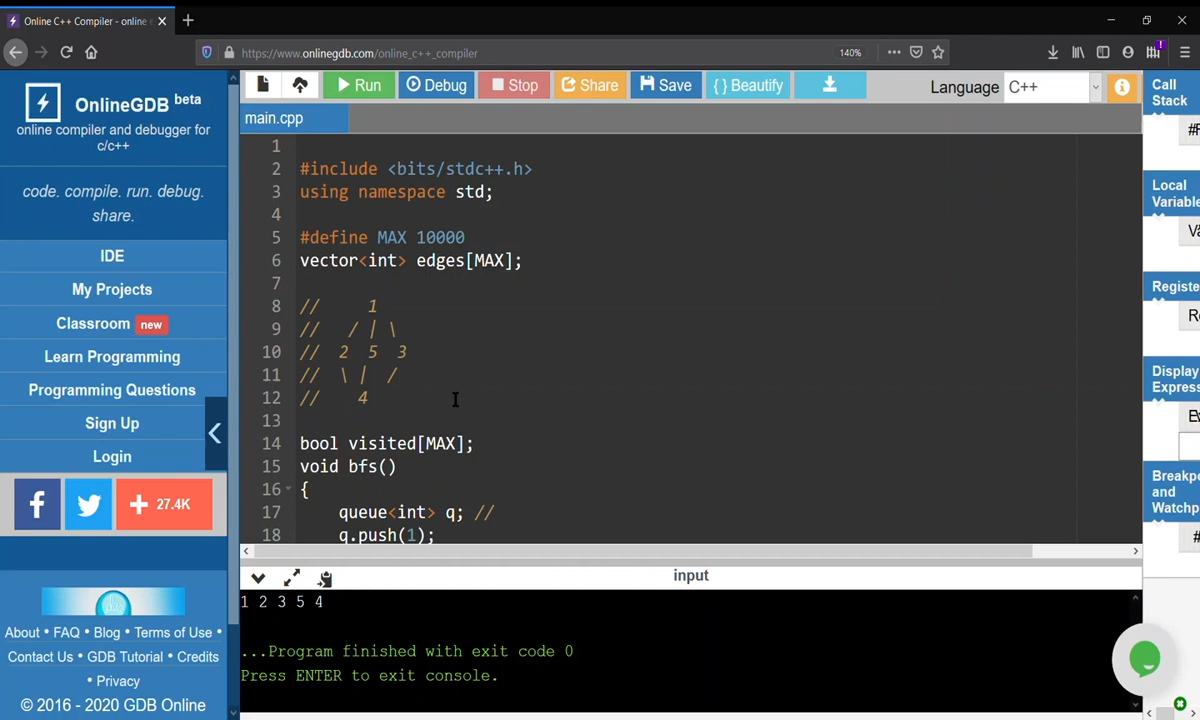 Online C++ Compiler - online e
https://www.onlinegdb.com/online_c++_compiler
140%
OnlineGDB beta
online compiler and debugger for
c/c++
code. compile. run. debug.
share.
IDE
My Projects
Classroom new
Learn Programming
Programming Questions
Sign Up
Login
27.4K
About • FAQ • Blog • Terms of Use •
Contact Us • GDB Tutorial • Credits
• Privacy
© 2016 - 2020 GDB Online
Run
Debug
Stop
Share
Save
{ } Beautify
Language C++
main.cpp
1
2 #include <bits/stdc++.h>
3 using namespace std;
4
5 #define MAX 10000
6 vector<int> edges[MAX];
7
8 //     1
9 //   / | \
10 //  2  5  3
11 //  \ |  /
12 //    4
13
14 bool visited[MAX];
15 void bfs()
16 {
17     queue<int> q; //
18     q.push(1);
input
1 2 3 5 4
...Program finished with exit code 0
Press ENTER to exit console.
Call
Stack
Local
Variable
Registe
Display
Expres
Breakpo
and
Watchp